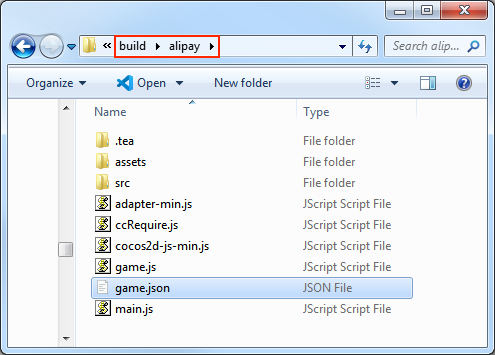 « build alipay Search alip...
Organize Open New folder ?
Name Type
.tea File folder
assets File folder
src File folder
adapter-min.js JScript Script File
ccRequire.js JScript Script File
cocos2d-js-min.js JScript Script File
game.js JScript Script File
game.json JSON File
main.js JScript Script File